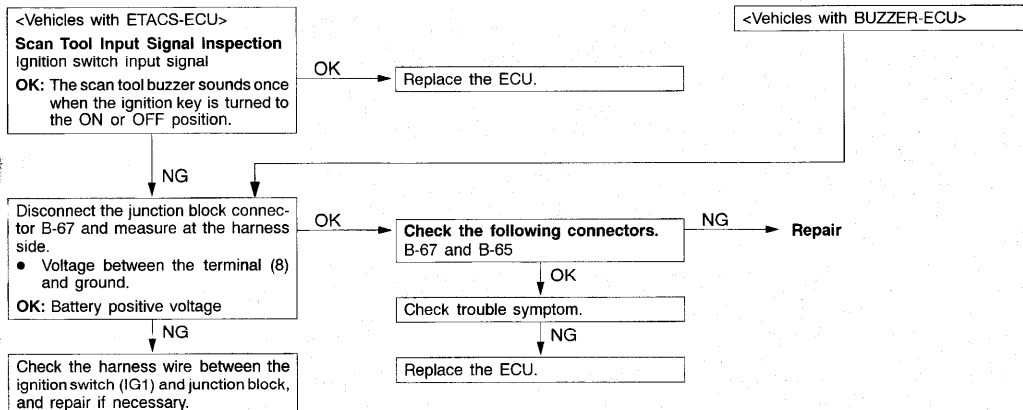 <Vehicles with ETACS-ECU>
Scan Tool Input Signal Inspection
Ignition switch input signal
OK: The scan tool buzzer sounds once
when the ignition key is turned to
the ON or OFF position.
OK
Replace the ECU.
<Vehicles with BUZZER-ECU>
NG
Disconnect the junction block connec-
tor B-67 and measure at the harness
side.
● Voltage between the terminal (8)
and ground.
OK: Battery positive voltage
OK
Check the following connectors.
B-67 and B-65
NG
Repair
OK
Check trouble symptom.
NG
Replace the ECU.
NG
Check the harness wire between the
ignition switch (IG1) and junction block,
and repair if necessary.